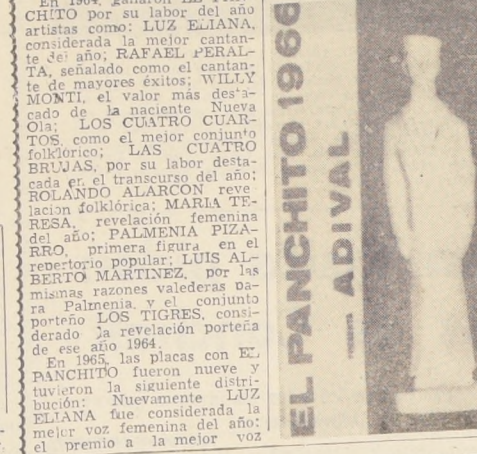 En 1964, ganaron EL PAN-
CHITO por su labor del año
artistas como: LUZ ELIANA,
considerada la mejor cantan-
te del año; RAFAEL PERAL-
TA, señalado como el cantan-
te de mayores éxitos; WILLY
MONTI, el valor más desta-
cado de la naciente Nueva
Ola; LOS CUATRO CUAR-
TOS, como el mejor conjunto
folklórico; LAS CUATRO
BRUJAS, por su labor desta-
cada en el transcurso del año;
ROLANDO ALARCON reve
lación folklórica; MARIA TE-
RESA, revelación femenina
del año; PALMENIA PIZA-
RRO, primera figura en el
repertorio popular; LUIS AL-
BERTO MARTINEZ, por las
mismas razones valederas pa-
ra Palmenia, y el conjunto
porteño LOS TIGRES, consi-
derado la revelación porteña
de ese año 1964.
En 1965, las placas con EL
PANCHITO fueron nueve y
tuvieron la siguiente distri-
bución: Nuevamente LUZ
ELIANA fue considerada la
mejor voz femenina del año;
el premio a la mejor voz
EL PANCHITO 1966
ADIVAL